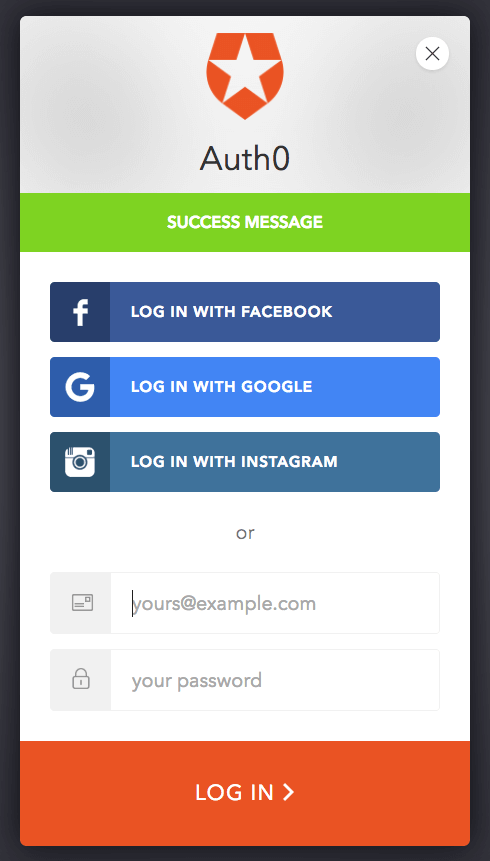 Auth0
SUCCESS MESSAGE
LOG IN WITH FACEBOOK
LOG IN WITH GOOGLE
LOG IN WITH INSTAGRAM
or
yours@example.com
your password
LOG IN